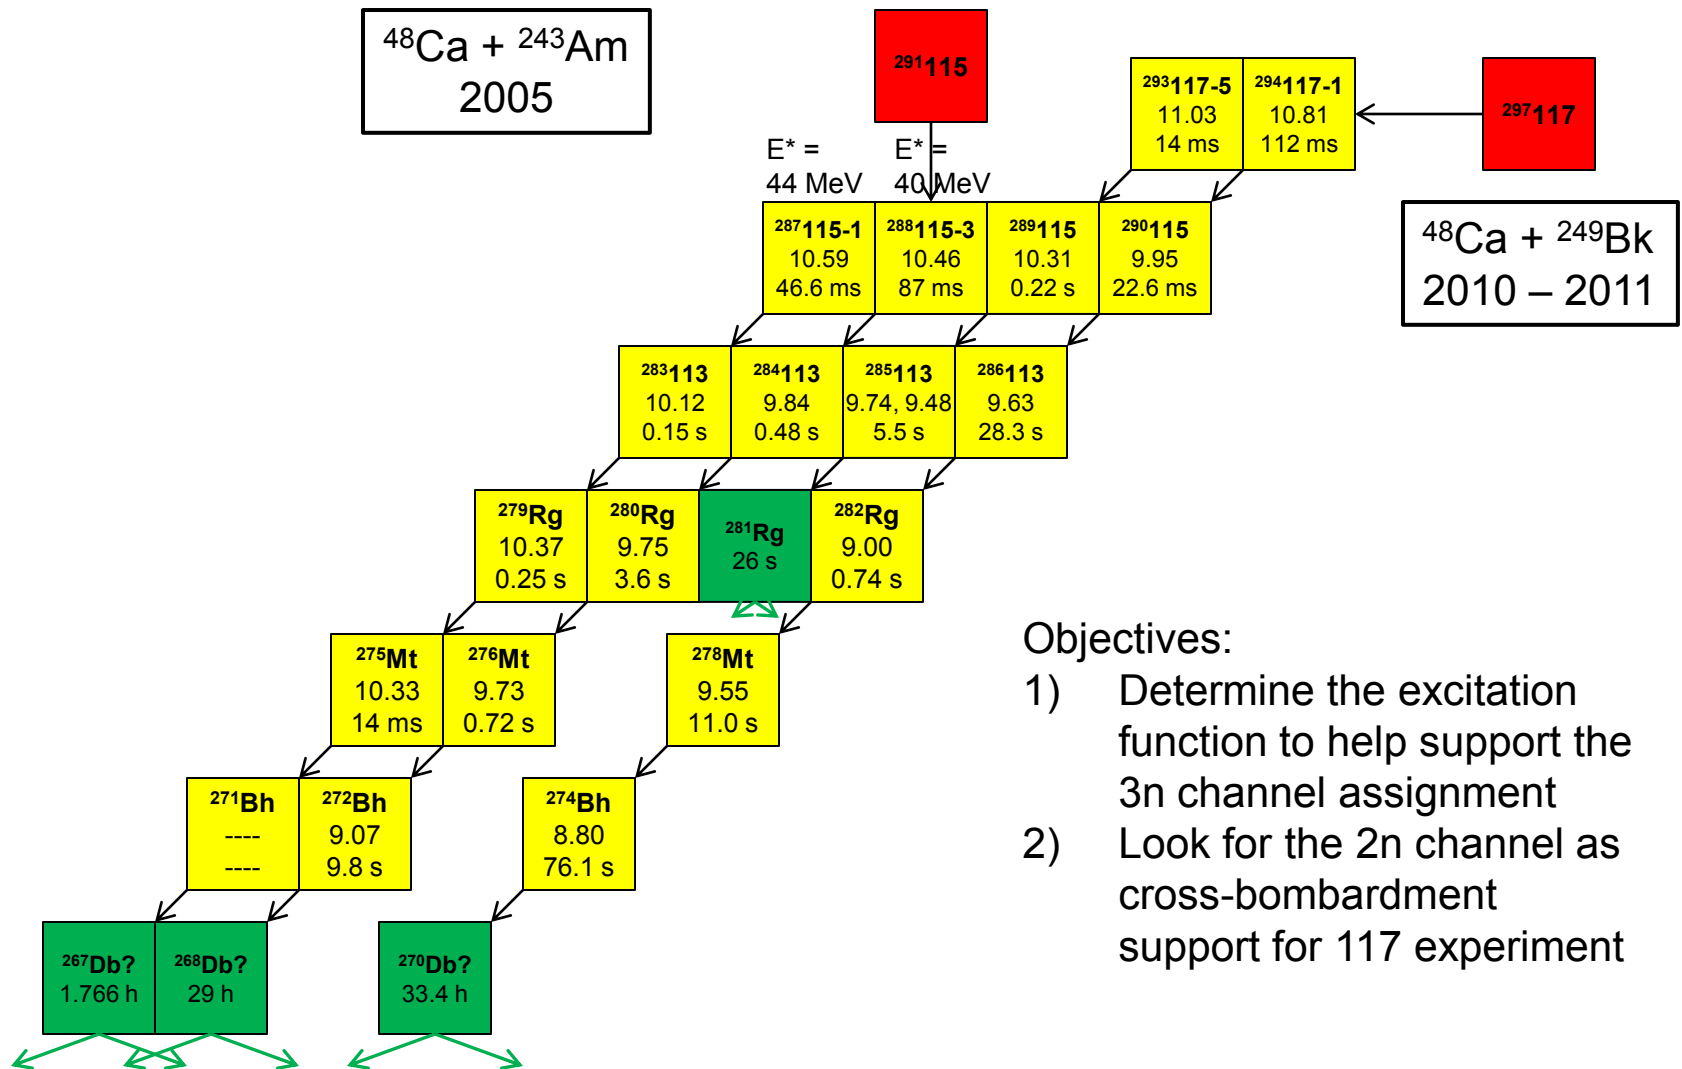 ⁴⁸Ca + ²⁴³Am
2005
²⁹¹115
²⁹³117-5
11.03
14 ms
²⁹⁴117-1
10.81
112 ms
²⁹⁷117
E* =
44 MeV
E* =
40 MeV
⁴⁸Ca + ²⁴⁹Bk
2010 – 2011
²⁸⁷115-1
10.59
46.6 ms
²⁸⁸115-3
10.46
87 ms
²⁸⁹115
10.31
0.22 s
²⁹⁰115
9.95
22.6 ms
²⁸³113
10.12
0.15 s
²⁸⁴113
9.84
0.48 s
²⁸⁵113
9.74, 9.48
5.5 s
²⁸⁶113
9.63
28.3 s
²⁷⁹Rg
10.37
0.25 s
²⁸⁰Rg
9.75
3.6 s
²⁸¹Rg
26 s
²⁸²Rg
9.00
0.74 s
²⁷⁵Mt
10.33
14 ms
²⁷⁶Mt
9.73
0.72 s
²⁷⁸Mt
9.55
11.0 s
²⁷¹Bh
----
----
²⁷²Bh
9.07
9.8 s
²⁷⁴Bh
8.80
76.1 s
²⁶⁷Db?
1.766 h
²⁶⁸Db?
29 h
²⁷⁰Db?
33.4 h
Objectives:
1) Determine the excitation
function to help support the
3n channel assignment
2) Look for the 2n channel as
cross-bombardment
support for 117 experiment